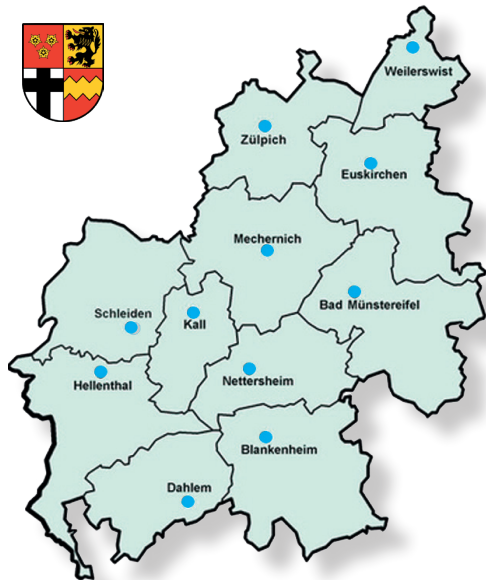 Weilerswist
Zülpich
Euskirchen
Mechernich
Bad Münstereifel
Schleiden
Kall
Nettersheim
Hellenthal
Blankenheim
Dahlem